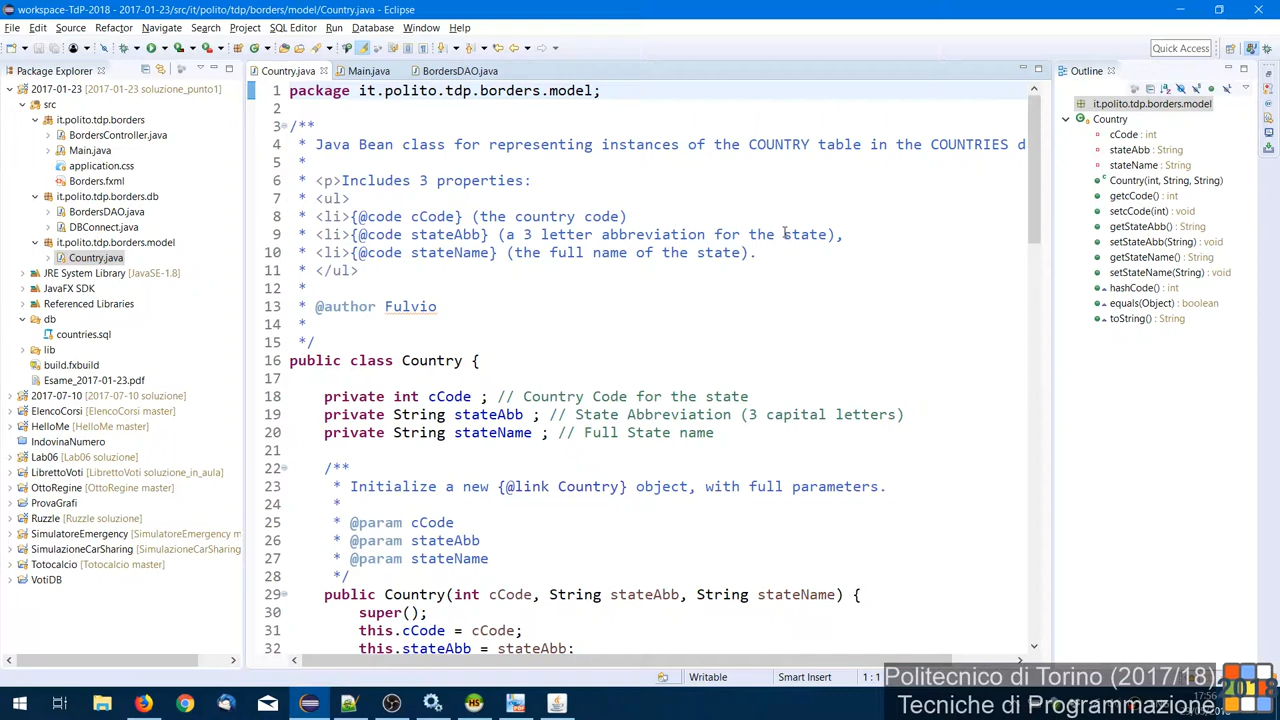 workspace-TdP-2018 - 2017-01-23/src/it/polito/tdp/borders/model/Country.java - Eclipse
File Edit Source Refactor Navigate Search Project SQL Editor Run Database Window Help
Quick Access
Package Explorer
2017-01-23 [2017-01-23 soluzione_punto1]
src
it.polito.tdp.borders
BordersController.java
Main.java
application.css
Borders.fxml
it.polito.tdp.borders.db
BordersDAO.java
DBConnect.java
it.polito.tdp.borders.model
Country.java
JRE System Library [JavaSE-1.8]
JavaFX SDK
Referenced Libraries
db
countries.sql
lib
build.fxbuild
Esame_2017-01-23.pdf
2017-07-10 [2017-07-10 soluzione]
ElencoCorsi [ElencoCorsi master]
HelloMe [HelloMe master]
IndovinaNumero
Lab06 [Lab06 soluzione]
LibrettoVoti [LibrettoVoti soluzione_in_aula]
OttoRegine [OttoRegine master]
ProvaGrafi
Ruzzle [Ruzzle soluzione]
SimulatoreEmergency [SimulatoreEmergency m
SimulazioneCarSharing [SimulazioneCarSharing
Totocalcio [Totocalcio master]
VotiDB
Country.java Main.java BordersDAO.java
1 package it.polito.tdp.borders.model;
2
3 /**
4 * Java Bean class for representing instances of the COUNTRY table in the COUNTRIES d
5 *
6 * <p>Includes 3 properties:
7 * <ul>
8 * <li>{@code cCode} (the country code)
9 * <li>{@code stateAbb} (a 3 letter abbreviation for the state),
10 * <li>{@code stateName} (the full name of the state).
11 * </ul>
12 *
13 * @author Fulvio
14 *
15 */
16 public class Country {
17
18 private int cCode ; // Country Code for the state
19 private String stateAbb ; // State Abbreviation (3 capital letters)
20 private String stateName ; // Full State name
21
22 /**
23 * Initialize a new {@link Country} object, with full parameters.
24 *
25 * @param cCode
26 * @param stateAbb
27 * @param stateName
28 */
29 public Country(int cCode, String stateAbb, String stateName) {
30 super();
31 this.cCode = cCode;
32 this.stateAbb = stateAbb;
Outline
it.polito.tdp.borders.model
Country
cCode : int
stateAbb : String
stateName : String
Country(int, String, String)
getcCode() : int
setcCode(int) : void
getStateAbb() : String
setStateAbb(String) : void
getStateName() : String
setStateName(String) : void
hashCode() : int
equals(Object) : boolean
toString() : String
Writable Smart Insert 1 : 1
Politecnico di Torino (2017/18)
Tecniche di Programmazione
17:56
2018